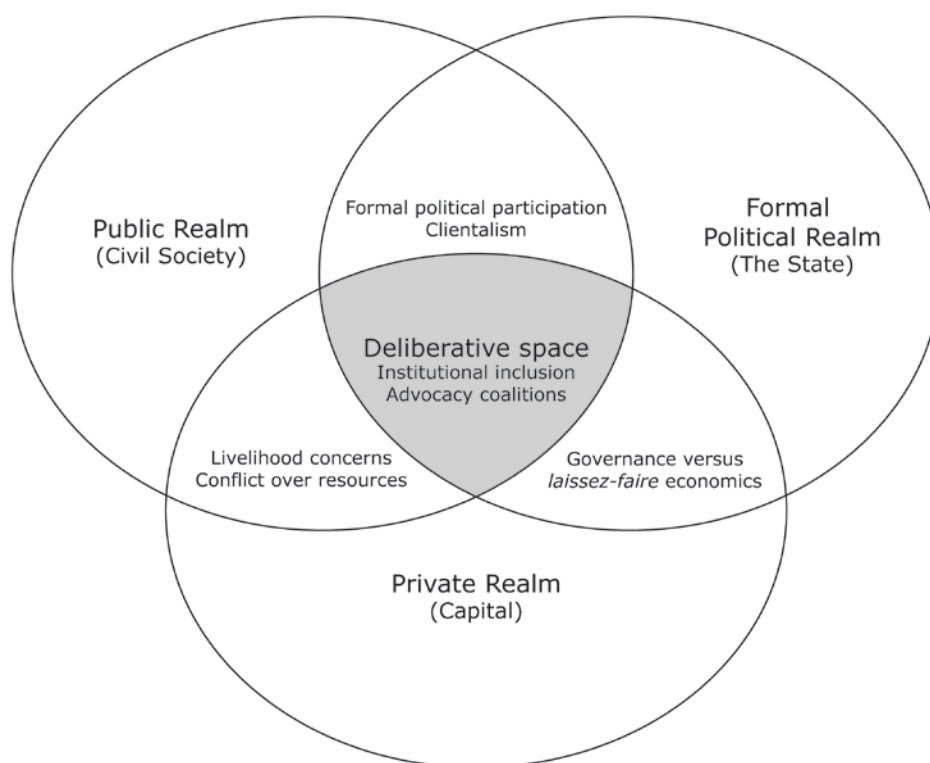 Public Realm
(Civil Society)
Formal political participation
Clientalism
Formal
Political Realm
(The State)
Deliberative space
Institutional inclusion
Advocacy coalitions
Livelihood concerns
Conflict over resources
Governance versus
laissez-faire economics
Private Realm
(Capital)